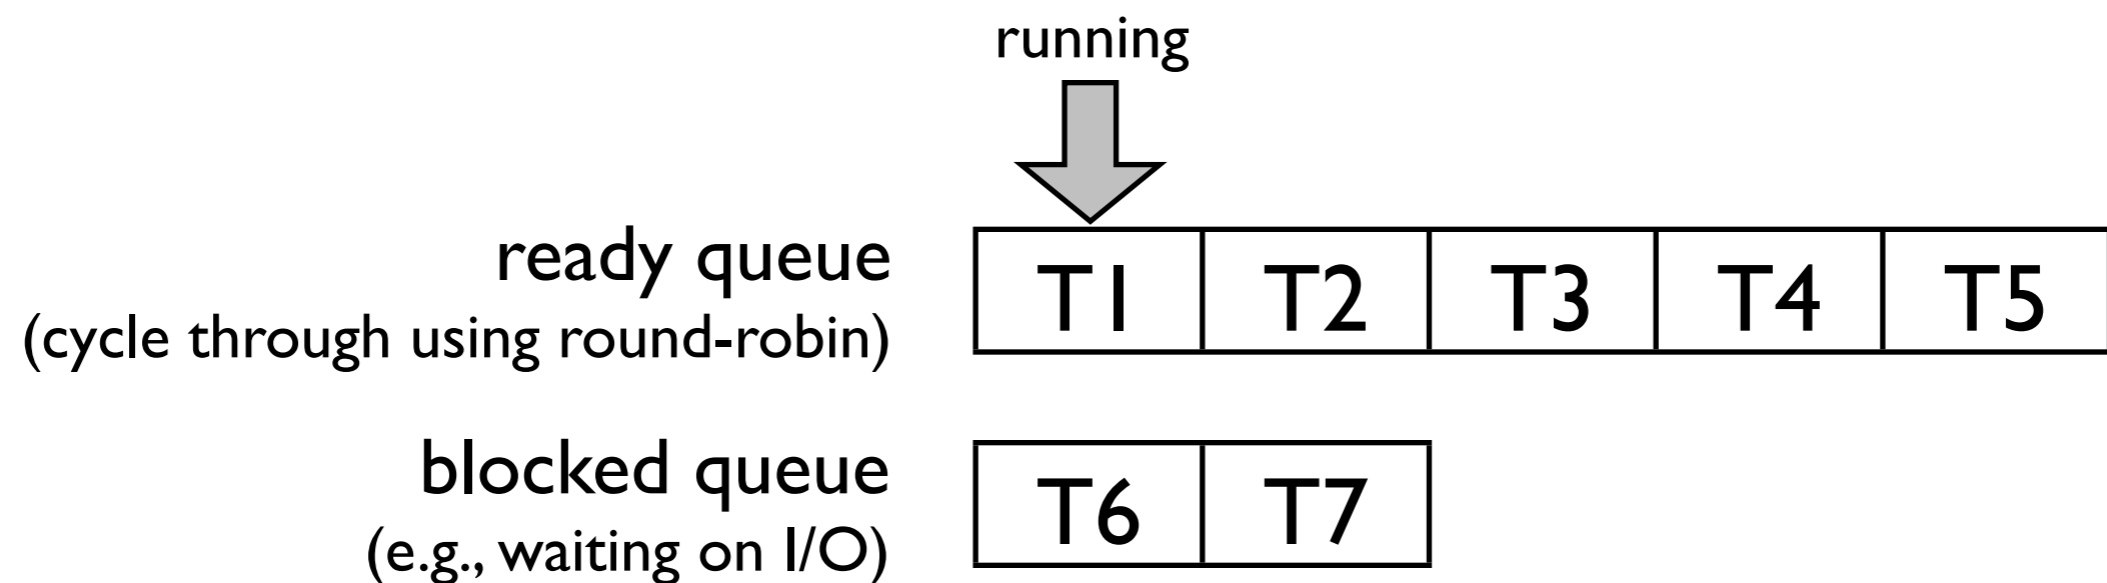 running
ready queue
(cycle through using round-robin)
T1 T2 T3 T4 T5
blocked queue
(e.g., waiting on I/O)
T6 T7